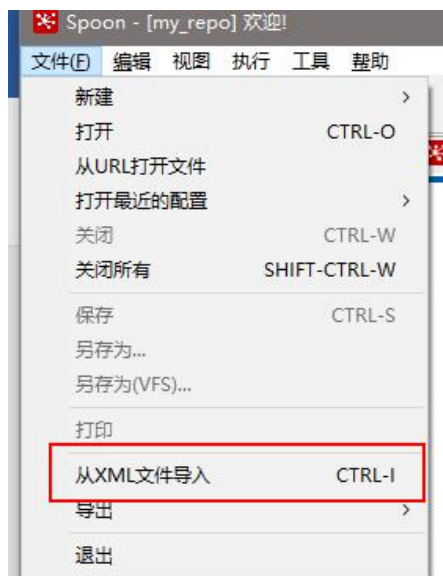 Spoon - [my_repo] 欢迎!
文件(F) 编辑 视图 执行 工具 帮助
新建
打开 CTRL-O
从URL打开文件
打开最近的配置
关闭 CTRL-W
关闭所有 SHIFT-CTRL-W
保存 CTRL-S
另存为...
另存为(VFS)...
打印
从XML文件导入 CTRL-I
导出
退出